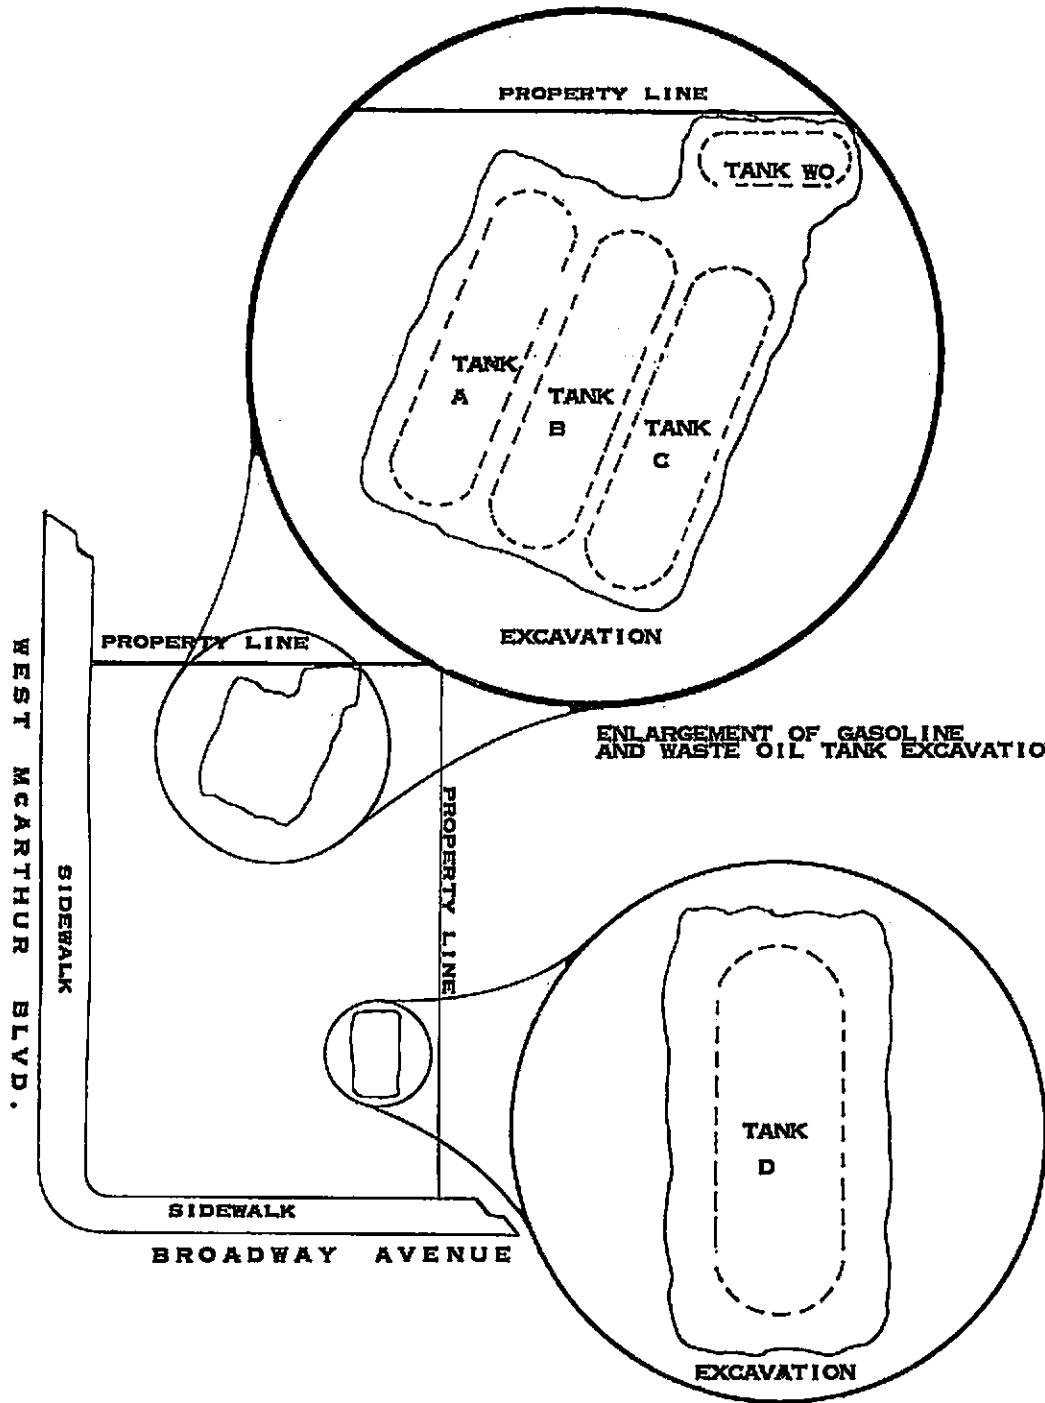 PROPERTY LINE
TANK WO
TANK
A
TANK
B
TANK
C
EXCAVATION
PROPERTY LINE
ENLARGEMENT OF GASOLINE
AND WASTE OIL TANK EXCAVATIO
WEST McARTHUR BLVD.
SIDEWALK
PROPERTY LINE
TANK
D
SIDEWALK
BROADWAY AVENUE
EXCAVATION